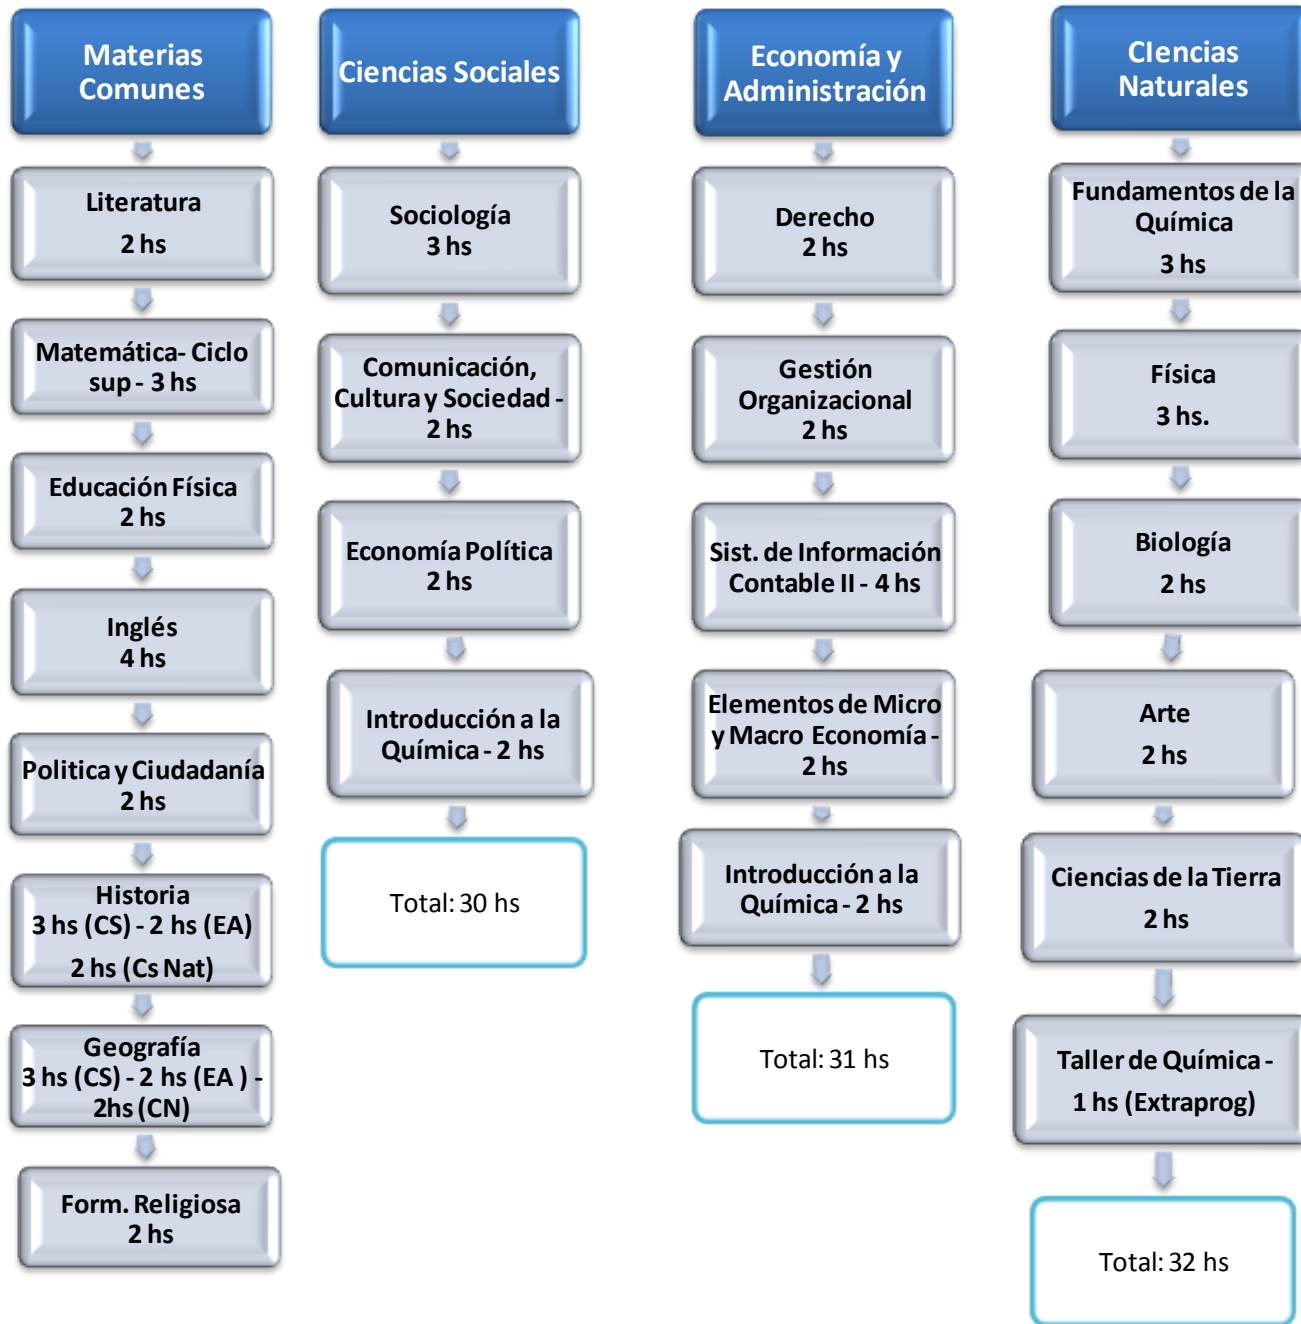 Materias
Comunes
Literatura
2 hs
Matemática- Ciclo
sup - 3 hs
Educación Física
2 hs
Inglés
4 hs
Politica y Ciudadanía
2 hs
Historia
3 hs (CS) - 2 hs (EA)
2 hs (Cs Nat)
Geografía
3 hs (CS) - 2 hs (EA ) -
2hs (CN)
Form. Religiosa
2 hs
Ciencias Sociales
Sociología
3 hs
Comunicación,
Cultura y Sociedad -
2 hs
Economía Política
2 hs
Introducción a la
Química - 2 hs
Total: 30 hs
Economía y
Administración
Derecho
2 hs
Gestión
Organizacional
2 hs
Sist. de Información
Contable II - 4 hs
Elementos de Micro
y Macro Economía -
2 hs
Introducción a la
Química - 2 hs
Total: 31 hs
CIencias
Naturales
Fundamentos de la
Química
3 hs
Física
3 hs.
Biología
2 hs
Arte
2 hs
Ciencias de la Tierra
2 hs
Taller de Química -
1 hs (Extraprog)
Total: 32 hs